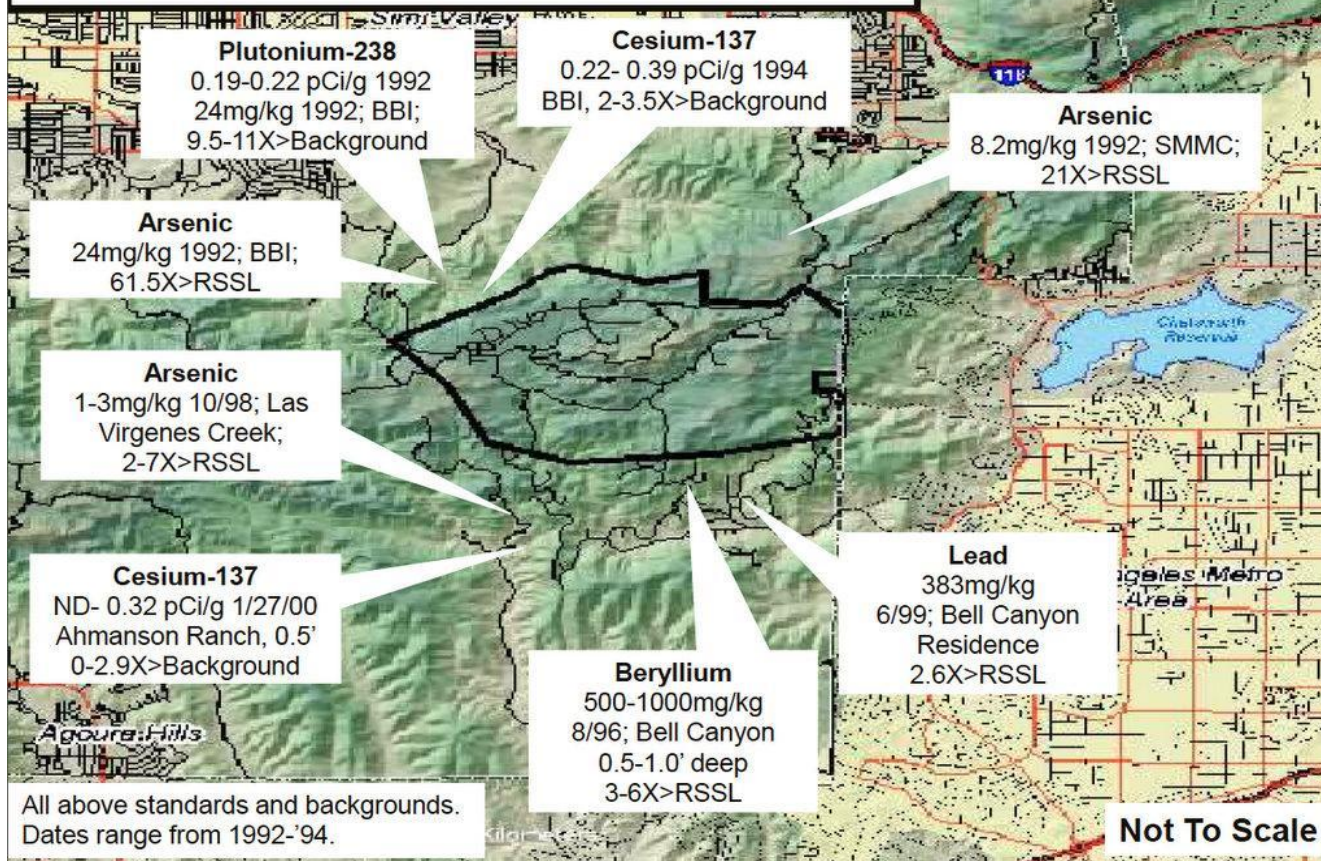 Simi Valley
118
Plutonium-238
0.19-0.22 pCi/g 1992
24mg/kg 1992; BBI;
9.5-11X>Background
Cesium-137
0.22- 0.39 pCi/g 1994
BBI, 2-3.5X>Background
Arsenic
8.2mg/kg 1992; SMMC;
21X>RSSL
Arsenic
24mg/kg 1992; BBI;
61.5X>RSSL
Chatsworth
Reservoir
Arsenic
1-3mg/kg 10/98; Las
Virgenes Creek;
2-7X>RSSL
Cesium-137
ND- 0.32 pCi/g 1/27/00
Ahmanson Ranch, 0.5'
0-2.9X>Background
Lead
383mg/kg
6/99; Bell Canyon
Residence
2.6X>RSSL
ngeles Metro
Area
Beryllium
500-1000mg/kg
8/96; Bell Canyon
0.5-1.0' deep
3-6X>RSSL
Agoura Hills
All above standards and backgrounds.
Dates range from 1992-'94.
Kilometers
Not To Scale